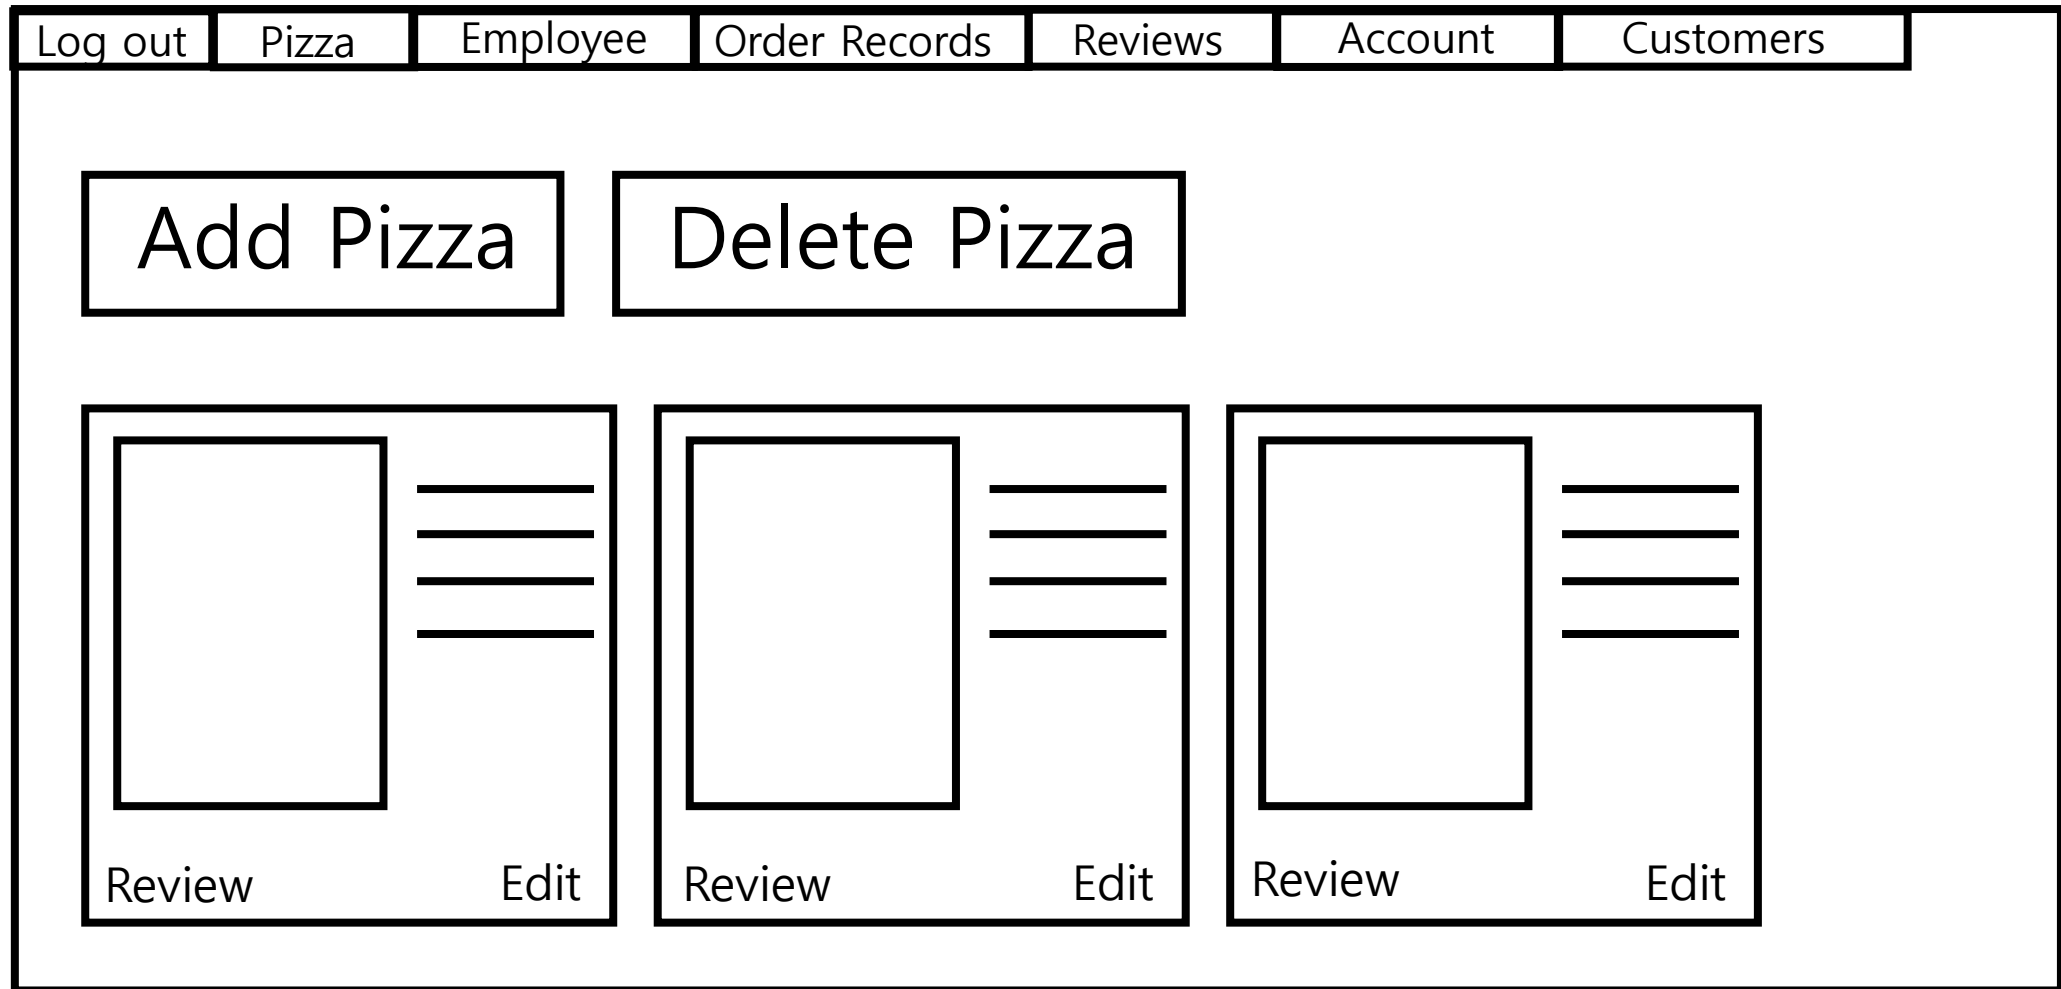 Log out Pizza Employee Order Records Reviews Account Customers
Add Pizza Delete Pizza
Review Edit Review Edit Review Edit